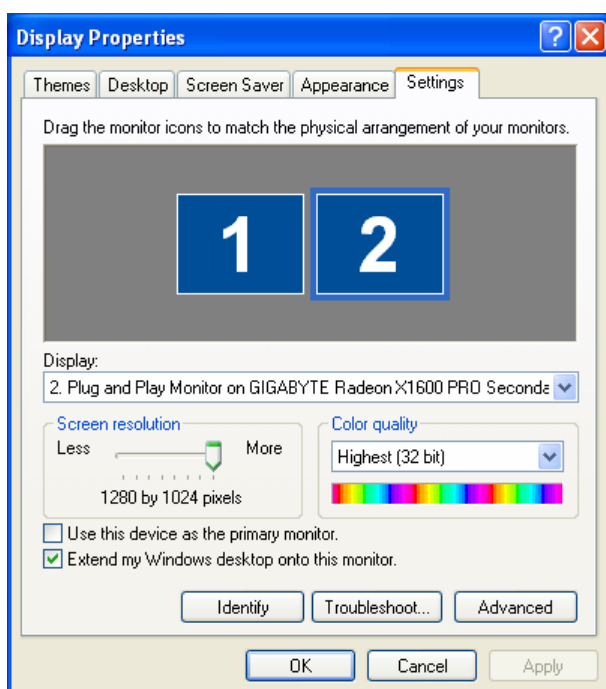 Display Properties
Themes Desktop Screen Saver Appearance Settings
Drag the monitor icons to match the physical arrangement of your monitors.
1 2
Display:
2. Plug and Play Monitor on GIGABYTE Radeon X1600 PRO Seconda
Screen resolution
Less More
1280 by 1024 pixels
Color quality
Highest (32 bit)
Use this device as the primary monitor.
Extend my Windows desktop onto this monitor.
Identify Troubleshoot... Advanced
OK Cancel Apply